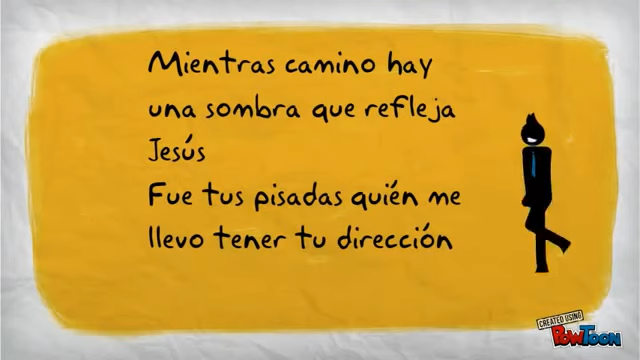 Mientras camino hay
una sombra que refleja
Jesús
Fue tus pisadas quién me
llevo tener tu dirección
CREATED USING
POWTOON